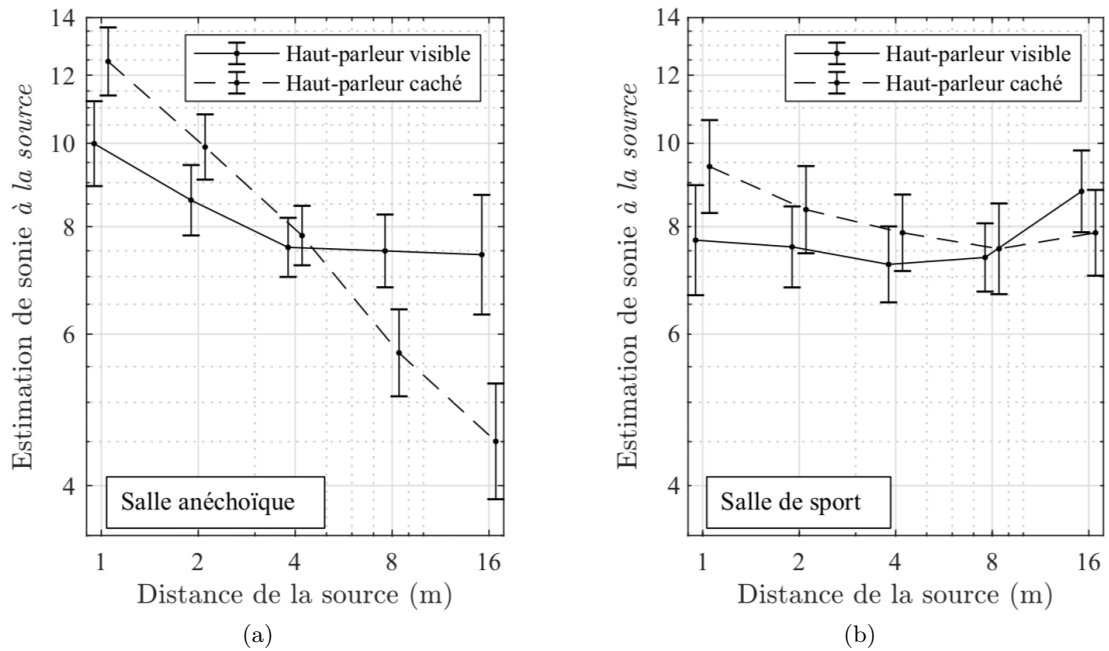 14
12
10
8
6
4
Estimation de sonie à la source
Haut-parleur visible
Haut-parleur caché
Salle anéchoïque
1 2 4 8 16
Distance de la source (m)
(a)
14
12
10
8
6
4
Estimation de sonie à la source
Haut-parleur visible
Haut-parleur caché
Salle de sport
1 2 4 8 16
Distance de la source (m)
(b)